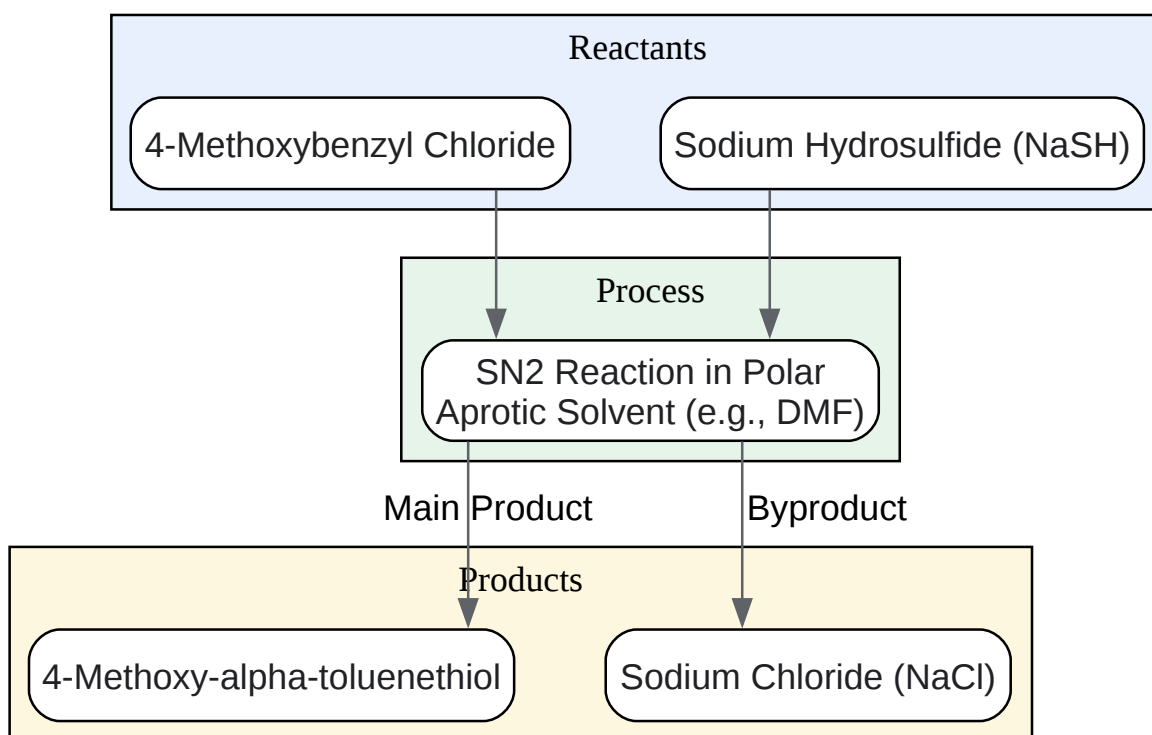 Reactants
4-Methoxybenzyl Chloride
Sodium Hydrosulfide (NaSH)
Process
SN2 Reaction in Polar
Aprotic Solvent (e.g., DMF)
Main Product
Byproduct
Products
4-Methoxy-alpha-toluenethiol
Sodium Chloride (NaCl)